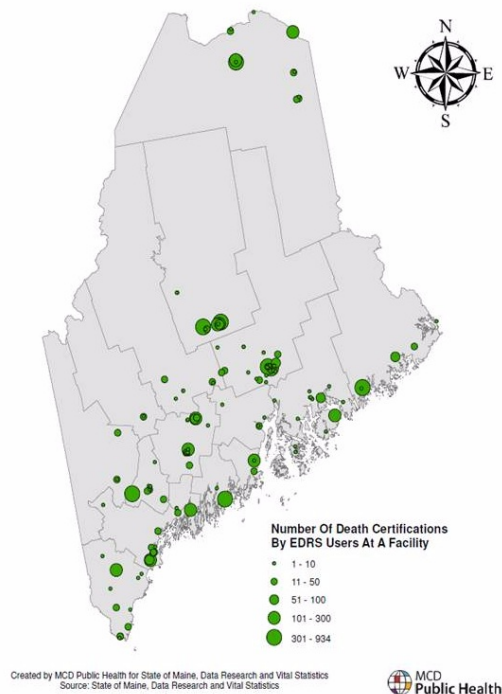 N
W E
S
Number Of Death Certifications
By EDRS Users At A Facility
1 - 10
11 - 50
51 - 100
101 - 300
301 - 934
Created by MCD Public Health for State of Maine, Data Research and Vital Statistics
Source: State of Maine, Data Research and Vital Statistics
MCD
Public Health